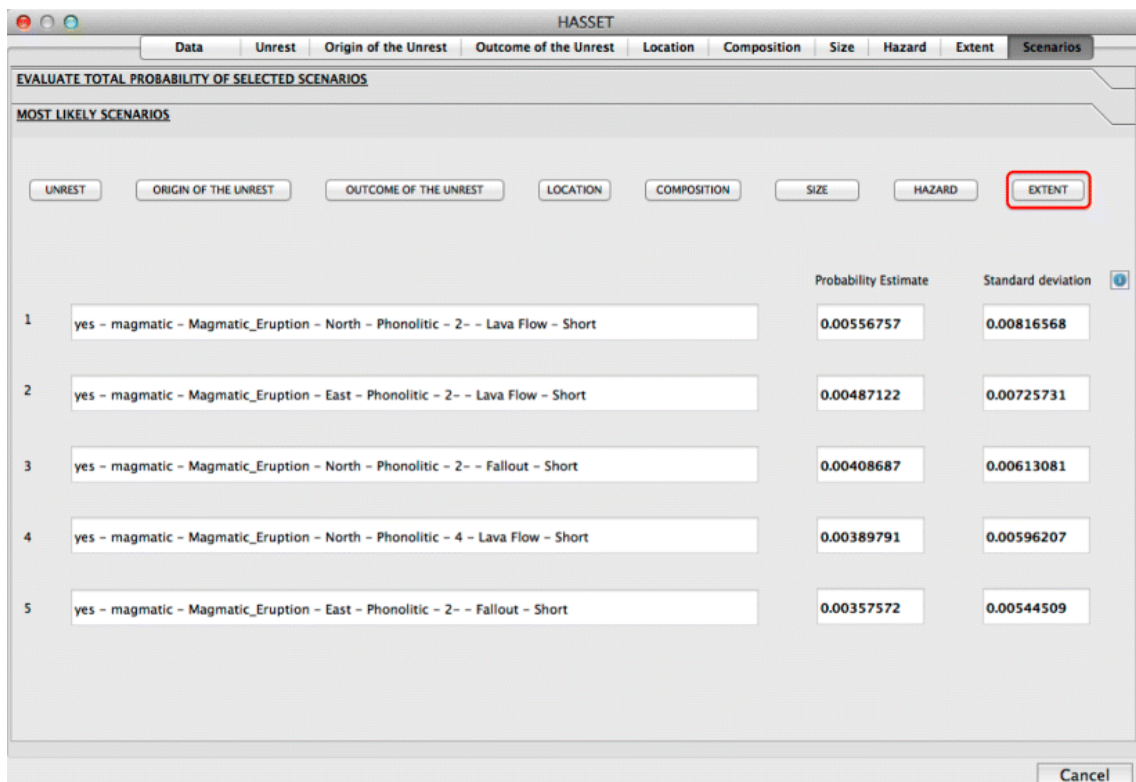 HASSET
Data Unrest Origin of the Unrest Outcome of the Unrest Location Composition Size Hazard Extent Scenarios
EVALUATE TOTAL PROBABILITY OF SELECTED SCENARIOS
MOST LIKELY SCENARIOS
UNREST ORIGIN OF THE UNREST OUTCOME OF THE UNREST LOCATION COMPOSITION SIZE HAZARD EXTENT
Probability Estimate Standard deviation
1 yes - magmatic - Magmatic_Eruption - North - Phonolitic - 2- - Lava Flow - Short 0.00556757 0.00816568
2 yes - magmatic - Magmatic_Eruption - East - Phonolitic - 2- - Lava Flow - Short 0.00487122 0.00725731
3 yes - magmatic - Magmatic_Eruption - North - Phonolitic - 2- - Fallout - Short 0.00408687 0.00613081
4 yes - magmatic - Magmatic_Eruption - North - Phonolitic - 4 - Lava Flow - Short 0.00389791 0.00596207
5 yes - magmatic - Magmatic_Eruption - East - Phonolitic - 2- - Fallout - Short 0.00357572 0.00544509
Cancel